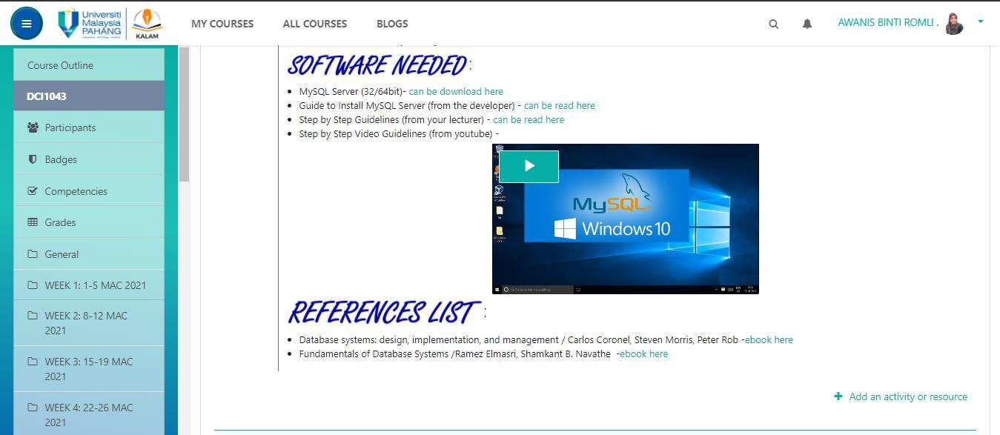 Universiti
Malaysia
PAHANG
KALAM
MY COURSES
ALL COURSES
BLOGS
AWANIS BINTI ROMLI .
Course Outline
DCI1043
Participants
Badges
Competencies
Grades
General
WEEK 1: 1-5 MAC 2021
WEEK 2: 8-12 MAC
2021
WEEK 3: 15-19 MAC
2021
WEEK 4: 22-26 MAC
2021
SOFTWARE NEEDED :
• MySQL Server (32/64bit)- can be download here
• Guide to Install MySQL Server (from the developer) - can be read here
• Step by Step Guidelines (from your lecturer) - can be read here
• Step by Step Video Guidelines (from youtube) -
MySQL
Windows 10
REFERENCES LIST :
• Database systems: design, implementation, and management / Carlos Coronel, Steven Morris, Peter Rob -ebook here
• Fundamentals of Database Systems /Ramez Elmasri, Shamkant B. Navathe -ebook here
+ Add an activity or resource